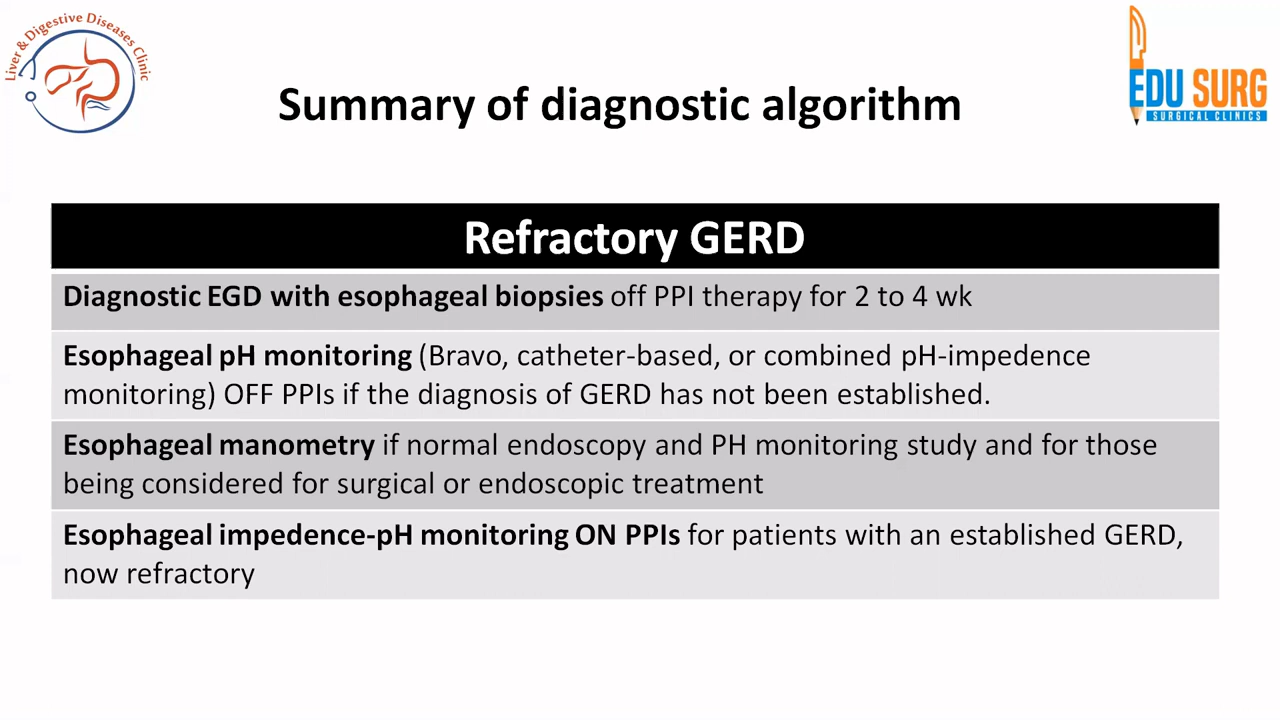 Liver & Digestive Diseases Clinic
EDU SURG
SURGICAL CLINICS
Summary of diagnostic algorithm
Refractory GERD
Diagnostic EGD with esophageal biopsies off PPI therapy for 2 to 4 wk
Esophageal pH monitoring (Bravo, catheter-based, or combined pH-impedence
monitoring) OFF PPIs if the diagnosis of GERD has not been established.
Esophageal manometry if normal endoscopy and PH monitoring study and for those
being considered for surgical or endoscopic treatment
Esophageal impedence-pH monitoring ON PPIs for patients with an established GERD,
now refractory